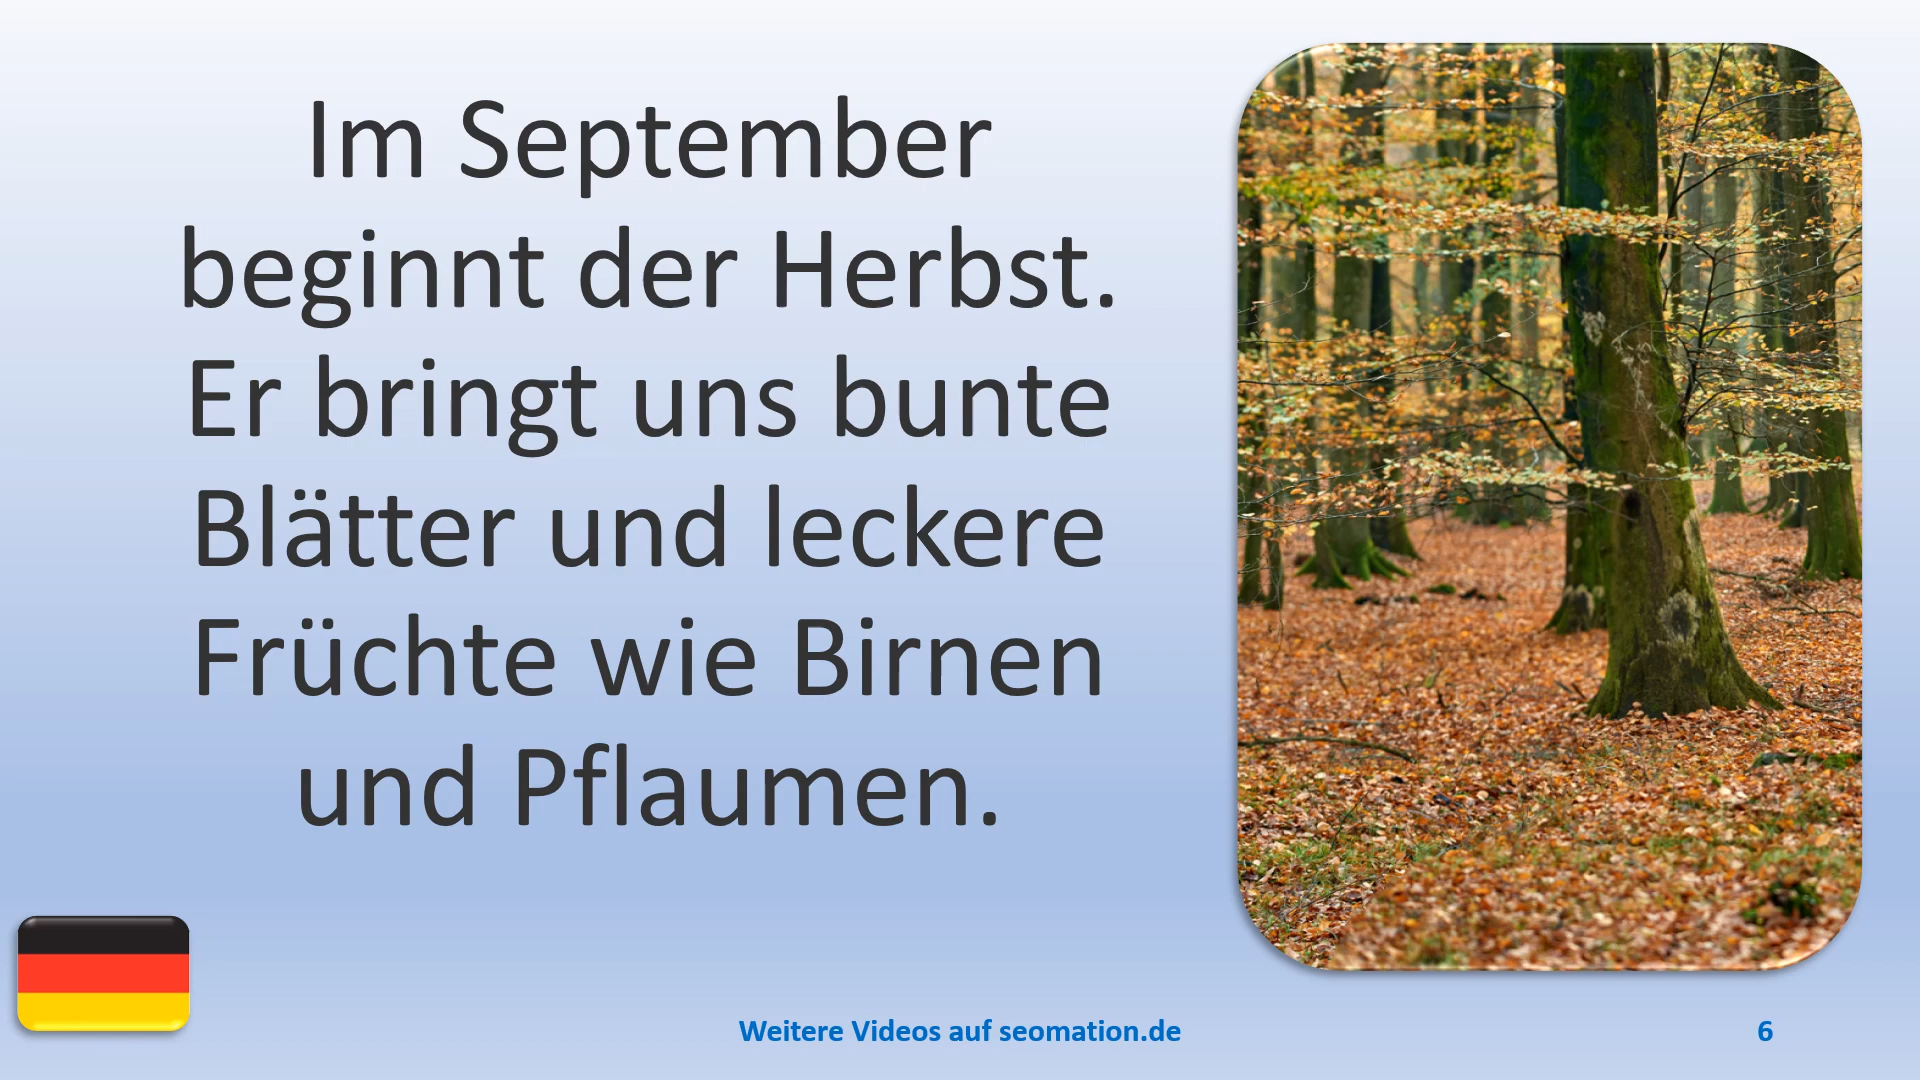 Im September
beginnt der Herbst.
Er bringt uns bunte
Blätter und leckere
Früchte wie Birnen
und Pflaumen.
Weitere Videos auf seomation.de
6